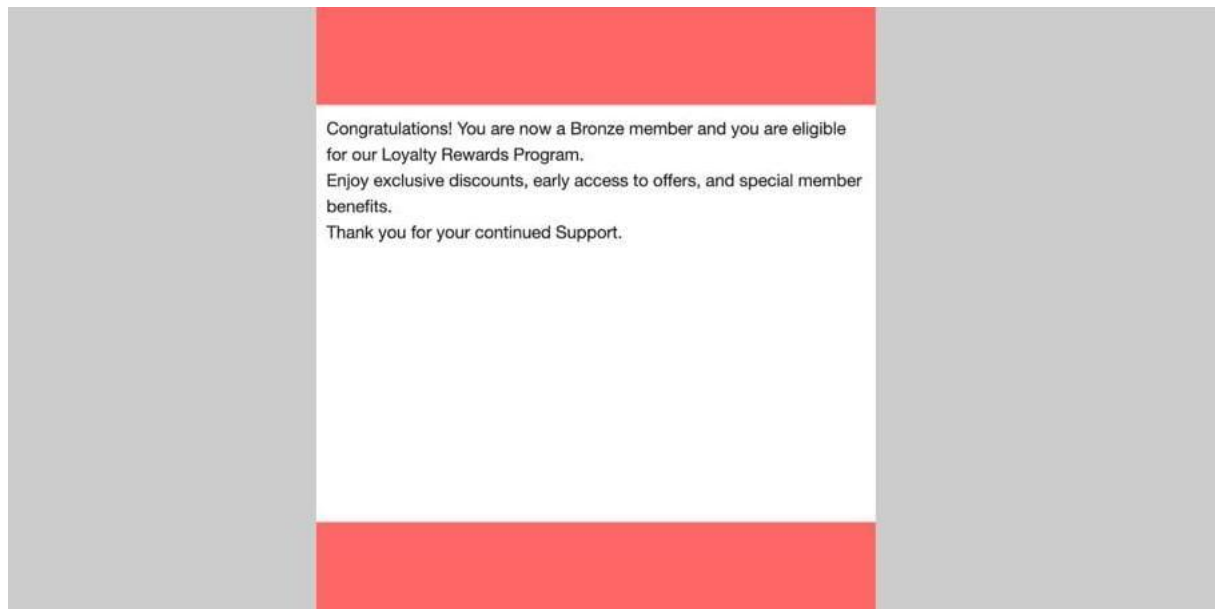 Congratulations! You are now a Bronze member and you are eligible
for our Loyalty Rewards Program.
Enjoy exclusive discounts, early access to offers, and special member
benefits.
Thank you for your continued Support.